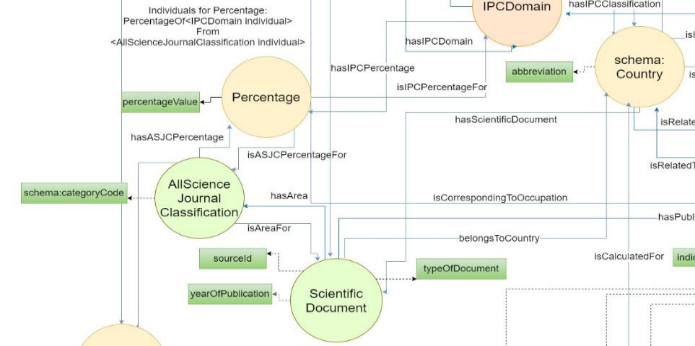 Individuals for Percentage:
PercentageOf<IPCDomain individual>
From
<AllScienceJournalClassification individual>
IPCDomain
hasIPCClassification
hasIPCDomain
schema:
Country
abbreviation
hasIPCPercentage
isIPCPercentageFor
Percentage
percentageValue
hasScientificDocument
isRelate
isRelatedT
hasASJCPercentage
isASJCPercentageFor
AllScience
Journal
Classification
schema:categoryCode
hasArea
isAreaFor
isCorrespondingToOccupation
hasPubl
belongsToCountry
isCalculatedFor
sourceId
typeOfDocument
yearOfPublication
Scientific
Document
indic